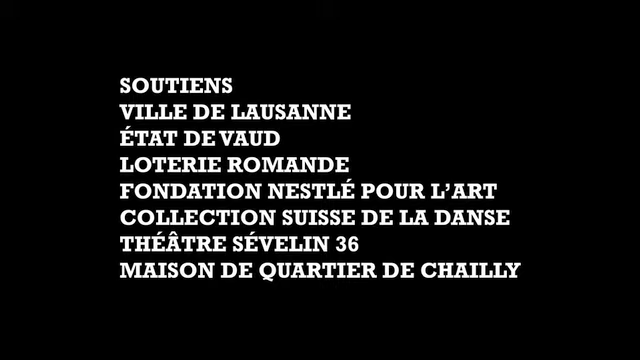 SOUTIENS
VILLE DE LAUSANNE
ÉTAT DE VAUD
LOTERIE ROMANDE
FONDATION NESTLÉ POUR L’ART
COLLECTION SUISSE DE LA DANSE
THÉÂTRE SÉVELIN 36
MAISON DE QUARTIER DE CHAILLY